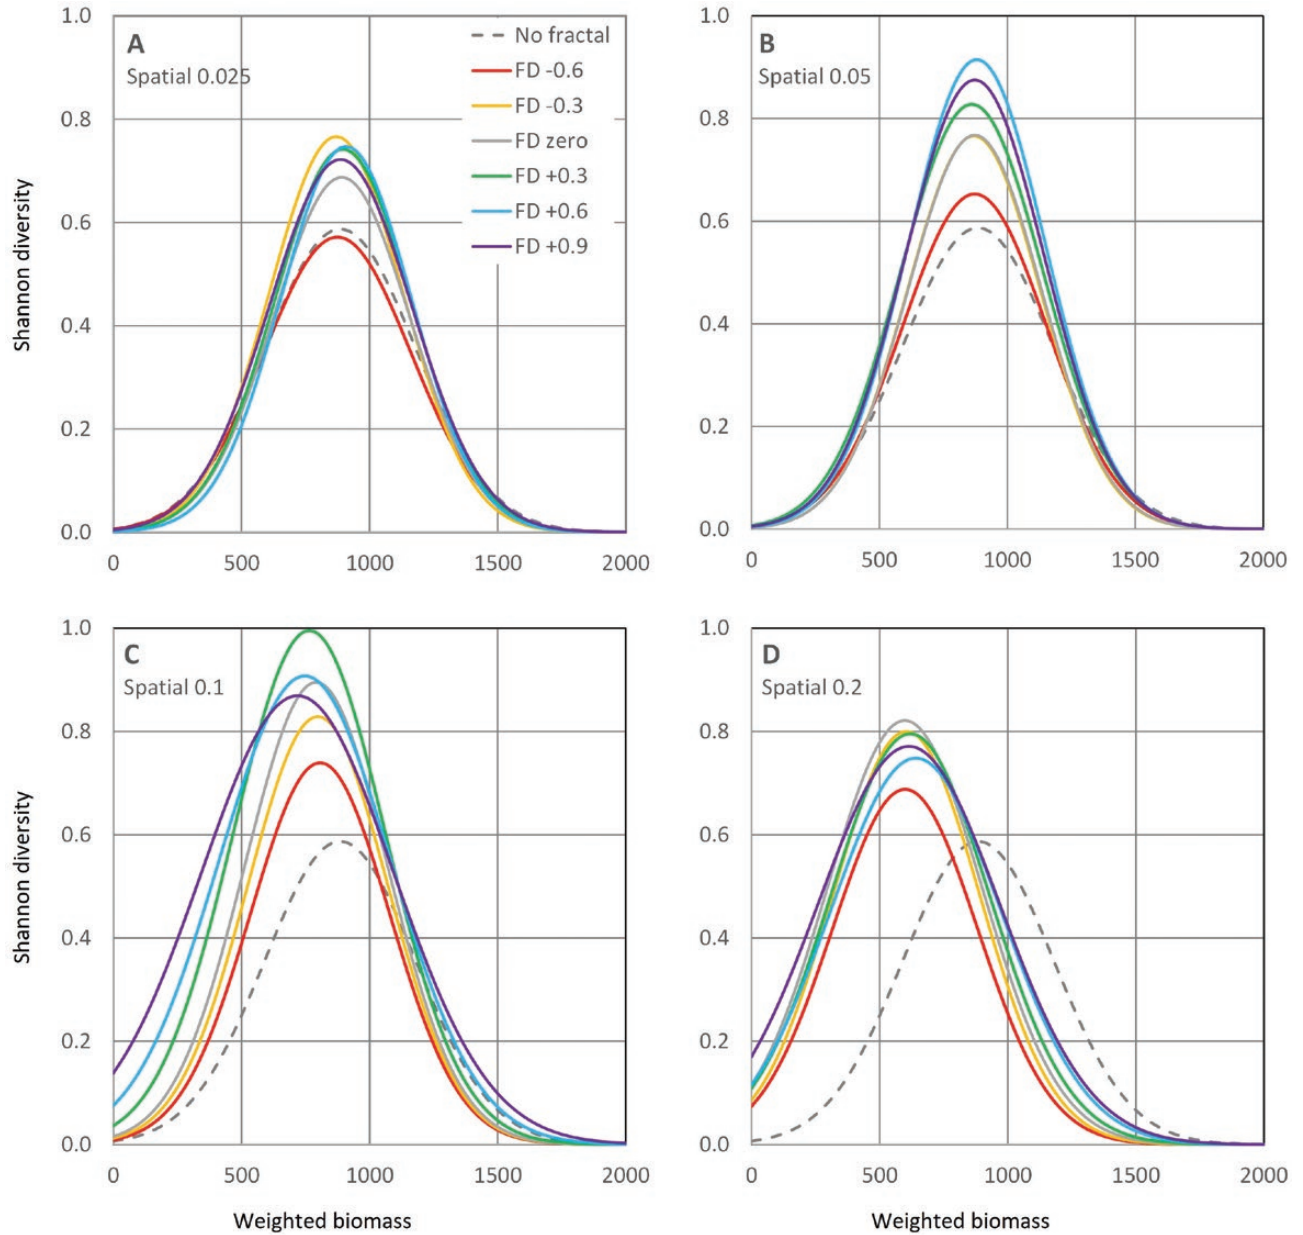 1.0
A
Spatial 0.025
No fractal
FD -0.6
FD -0.3
FD zero
FD +0.3
FD +0.6
FD +0.9
0.8
0.6
0.4
0.2
0.0
Shannon diversity
0 500 1000 1500 2000
1.0
B
Spatial 0.05
0.8
0.6
0.4
0.2
0.0
0 500 1000 1500 2000
1.0
C
Spatial 0.1
0.8
0.6
0.4
0.2
0.0
Shannon diversity
0 500 1000 1500 2000
Weighted biomass
1.0
D
Spatial 0.2
0.8
0.6
0.4
0.2
0.0
0 500 1000 1500 2000
Weighted biomass